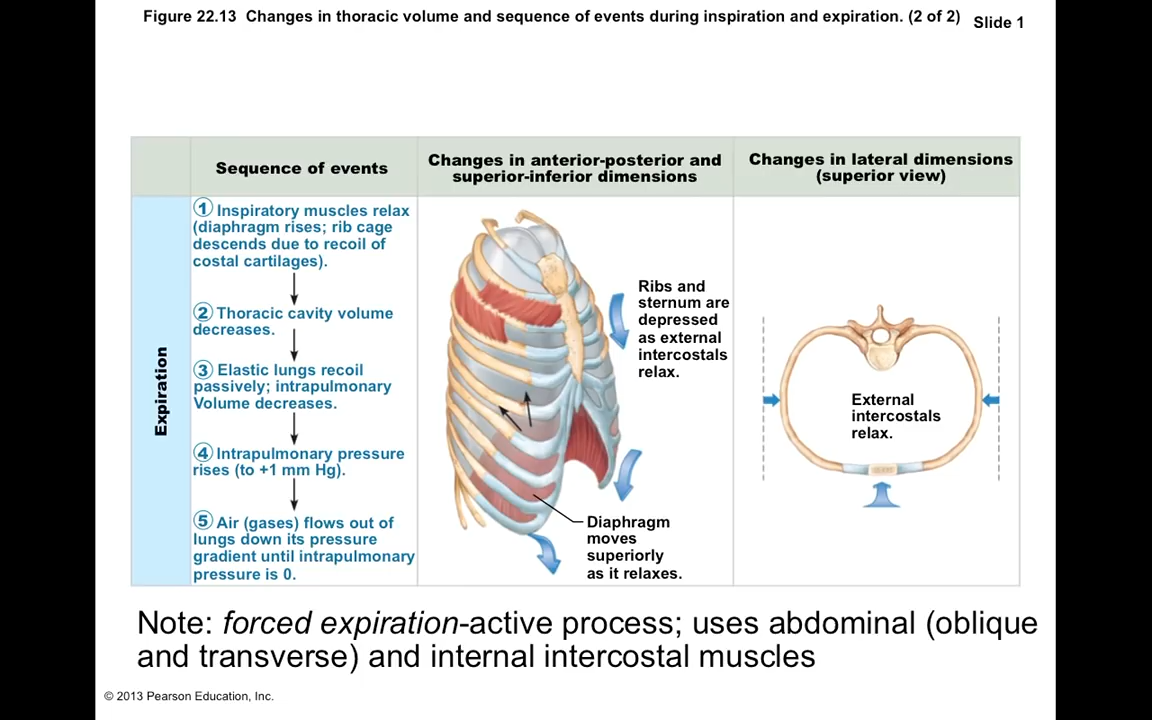 Figure 22.13 Changes in thoracic volume and sequence of events during inspiration and expiration. (2 of 2)
Slide 1
Sequence of events
Changes in anterior-posterior and
superior-inferior dimensions
Changes in lateral dimensions
(superior view)
Expiration
① Inspiratory muscles relax
(diaphragm rises; rib cage
descends due to recoil of
costal cartilages).
② Thoracic cavity volume
decreases.
③ Elastic lungs recoil
passively; intrapulmonary
Volume decreases.
④ Intrapulmonary pressure
rises (to +1 mm Hg).
⑤ Air (gases) flows out of
lungs down its pressure
gradient until intrapulmonary
pressure is 0.
Ribs and
sternum are
depressed
as external
intercostals
relax.
Diaphragm
moves
superiorly
as it relaxes.
External
intercostals
relax.
Note: forced expiration-active process; uses abdominal (oblique
and transverse) and internal intercostal muscles
© 2013 Pearson Education, Inc.